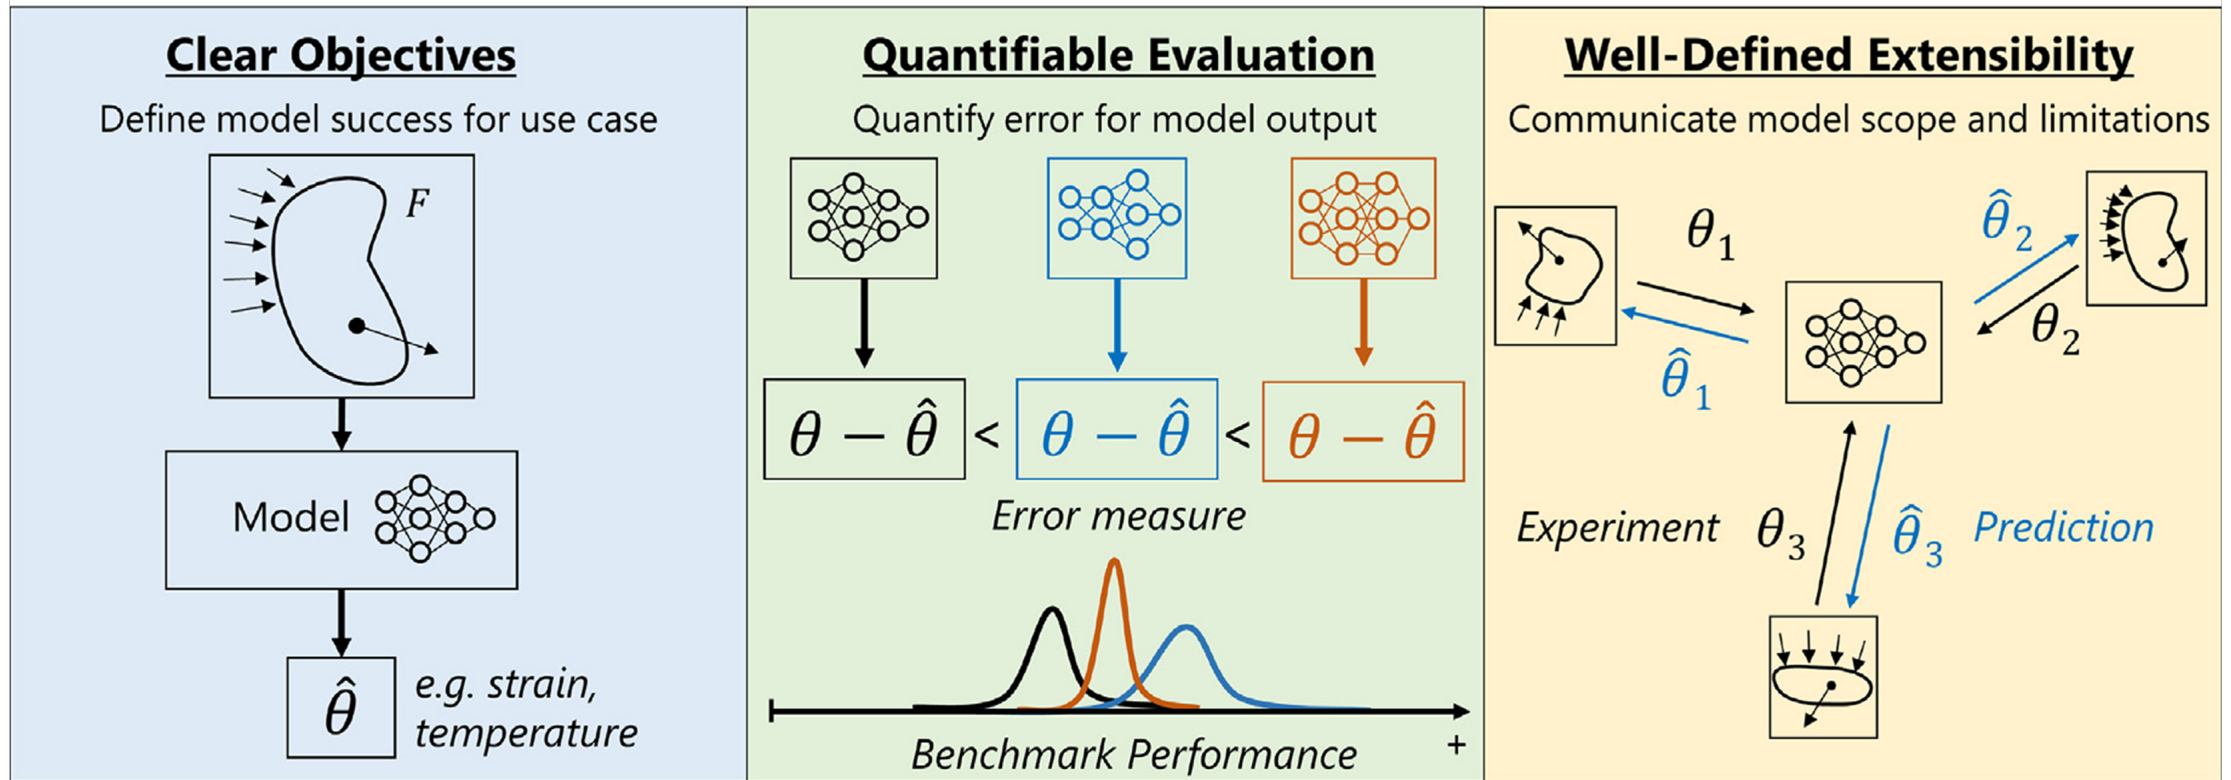 Clear Objectives
Define model success for use case
F
Model
θ̂
e.g. strain,
temperature
Quantifiable Evaluation
Quantify error for model output
θ − θ̂ < θ − θ̂ < θ − θ̂
Error measure
Benchmark Performance +
Well-Defined Extensibility
Communicate model scope and limitations
θ₁
θ̂₁
θ̂₂
θ₂
Experiment θ₃
θ̂₃ Prediction